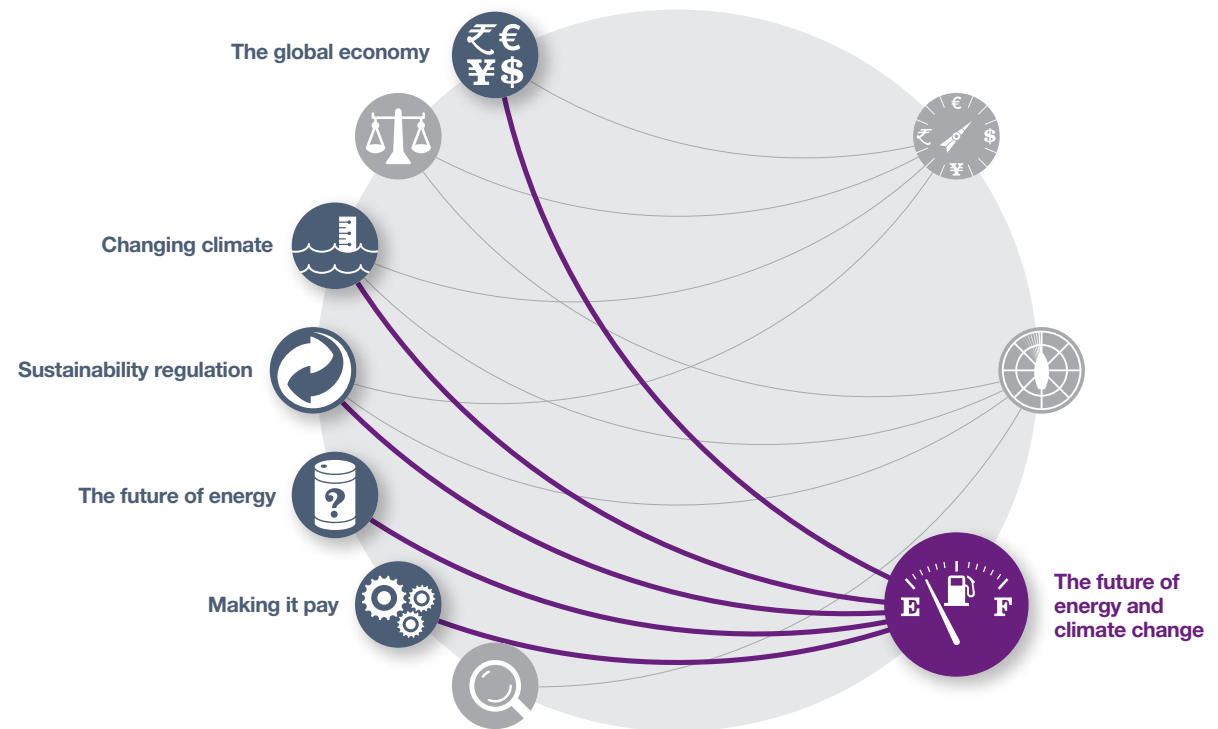 The global economy
₹ €
¥ $
€
₹ $
¥
Changing climate
Sustainability regulation
The future of energy
?
Making it pay
E F
The future of
energy and
climate change